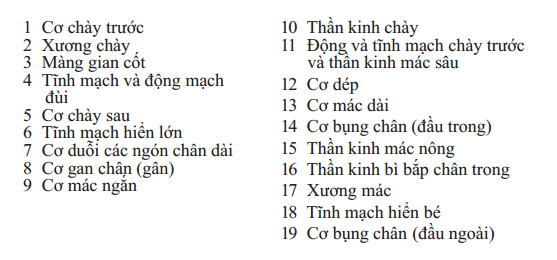 1 Cơ chày trước
2 Xương chày
3 Màng gian cốt
4 Tĩnh mạch và động mạch
đùi
5 Cơ chày sau
6 Tĩnh mạch hiển lớn
7 Cơ duỗi các ngón chân dài
8 Cơ gan chân (gân)
9 Cơ mác ngắn
10 Thần kinh chày
11 Động và tĩnh mạch chày trước
và thần kinh mác sâu
12 Cơ dép
13 Cơ mác dài
14 Cơ bụng chân (đầu trong)
15 Thần kinh mác nông
16 Thần kinh bì bắp chân trong
17 Xương mác
18 Tĩnh mạch hiển bé
19 Cơ bụng chân (đầu ngoài)